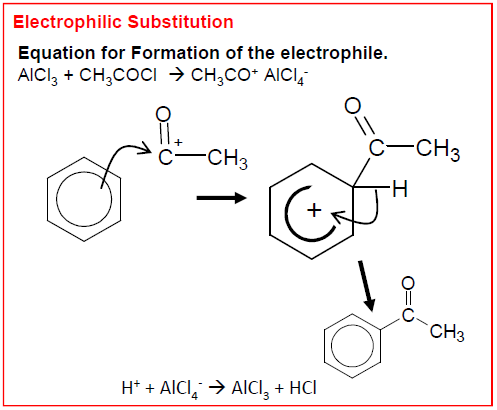 Electrophilic Substitution
Equation for Formation of the electrophile.
AlCl₃ + CH₃COCl → CH₃CO⁺ AlCl₄⁻
O
+
C
CH₃
O
C
CH₃
H
+
O
C
CH₃
H⁺ + AlCl₄⁻ → AlCl₃ + HCl